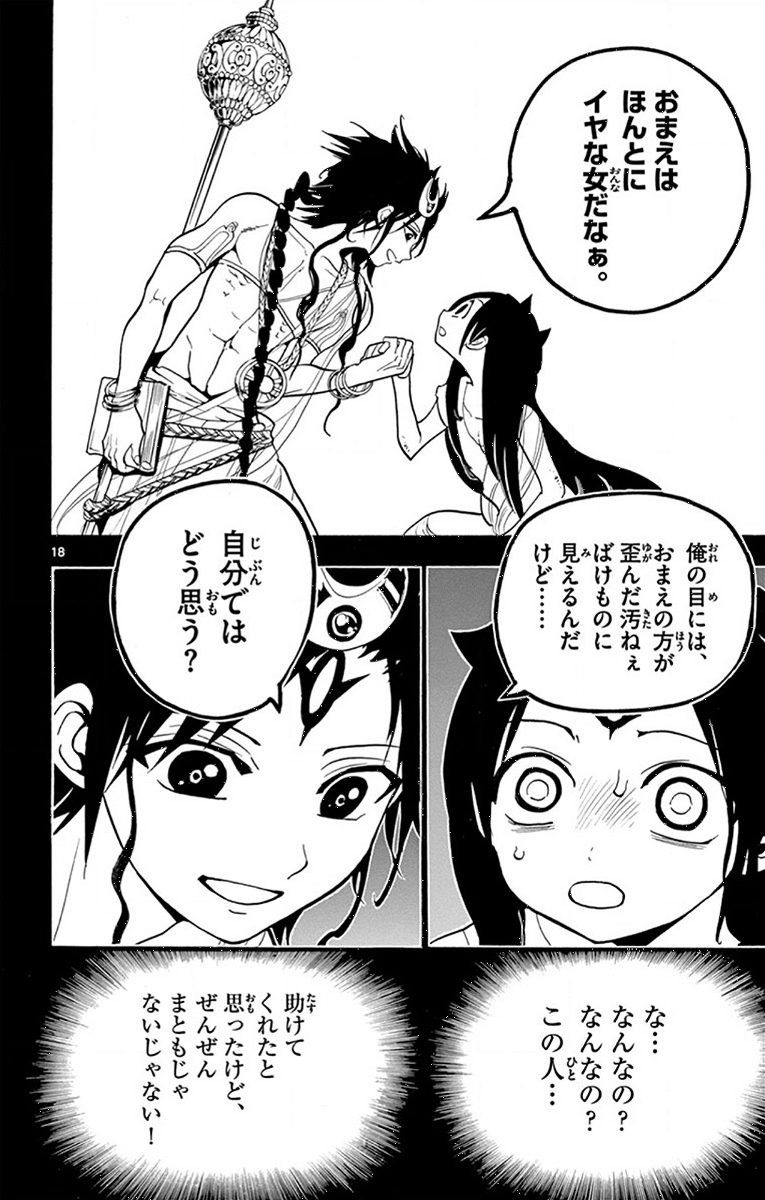 おまえは
ほんとに
イヤな女だなぁ。
俺の目には、
おまえの方が
歪んだ汚ねぇ
ばけものに
見えるんだ
けど……
自分では
どう思う？
18
な…
なんなの？
なんなの？
この人…
助けて
くれたと
思ったけど、
ぜんぜん
まともじゃ
ないじゃない！